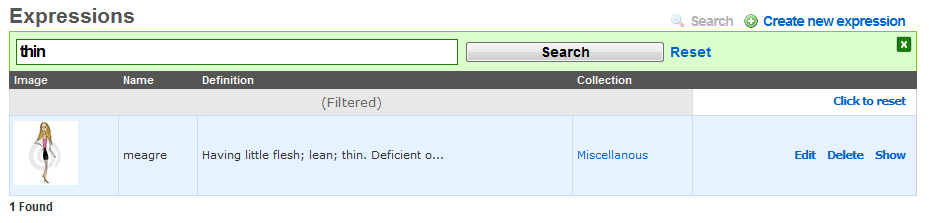 Expressions
Search Create new expression
thin Search Reset x
Image Name Definition Collection
(Filtered) Click to reset
meagre Having little flesh; lean; thin. Deficient o... Miscellanous Edit Delete Show
1 Found